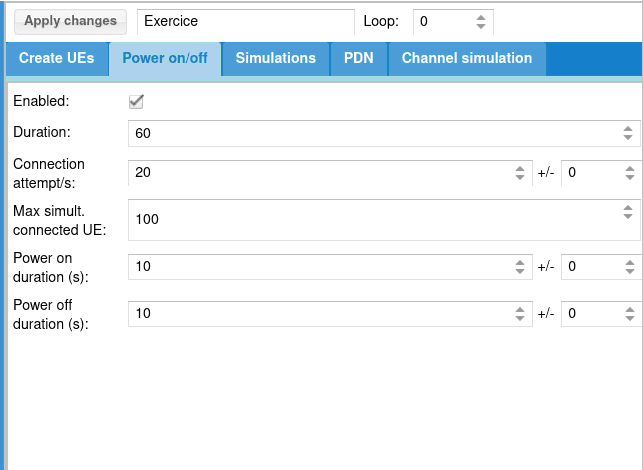 Apply changes Exercice Loop: 0
Create UEs Power on/off Simulations PDN Channel simulation
Enabled:
Duration: 60
Connection
attempt/s: 20 +/- 0
Max simult.
connected UE: 100
Power on
duration (s): 10 +/- 0
Power off
duration (s): 10 +/- 0